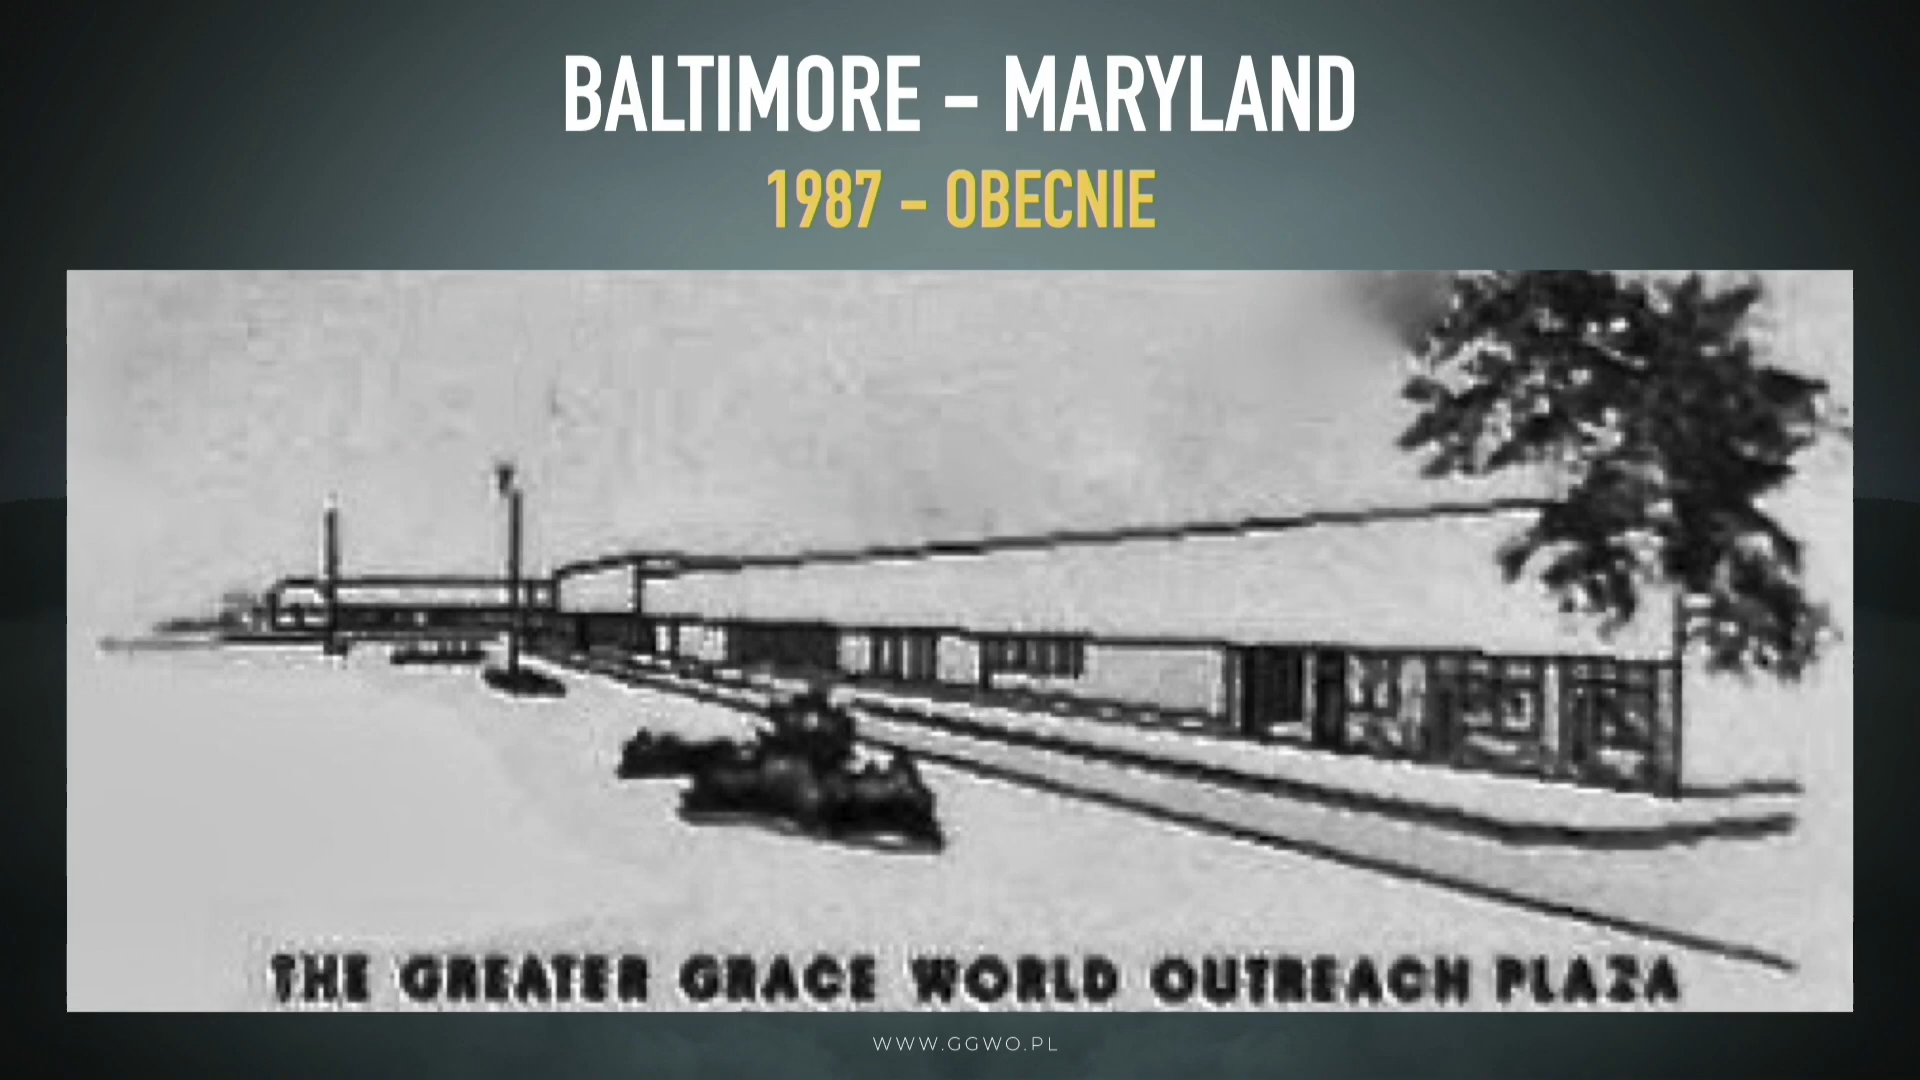 BALTIMORE – MARYLAND
1987 – OBECNIE
THE GREATER GRACE WORLD OUTREACH PLAZA
WWW.GGWO.PL